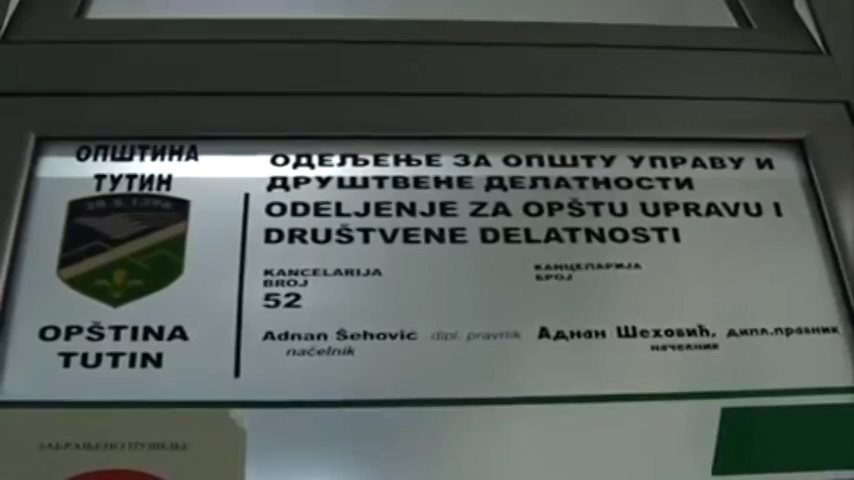 ОПШТИНА
ТУТИН
OPŠTINA
TUTIN
ОДЕЉЕЊЕ ЗА ОПШТУ УПРАВУ И
ДРУШТВЕНЕ ДЕЛАТНОСТИ
ODELJENJE ZA OPŠTU UPRAVU I
DRUŠTVENE DELATNOSTI
KANCELARIJA
BROJ
52
КАНЦЕЛАРИЈА
БРОЈ
Adnan Šehović dipl. pravnik
načelnik
Аднан Шеховић, дипл.правник
начелник
ЗАБРАЊЕНО ПУШЕЊЕ